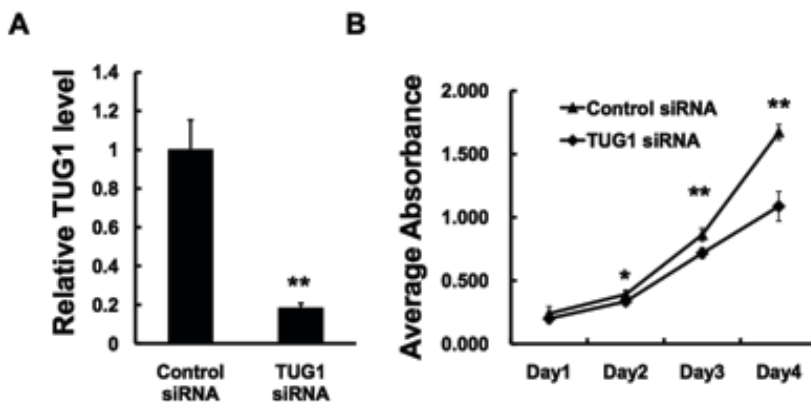 A
Relative TUG1 level
1.4
1.2
1
0.8
0.6
0.4
0.2
0
**
Control
siRNA
TUG1
siRNA
B
Average Absorbance
2.000
1.500
1.000
0.500
0.000
Control siRNA
TUG1 siRNA
*
**
**
Day1 Day2 Day3 Day4